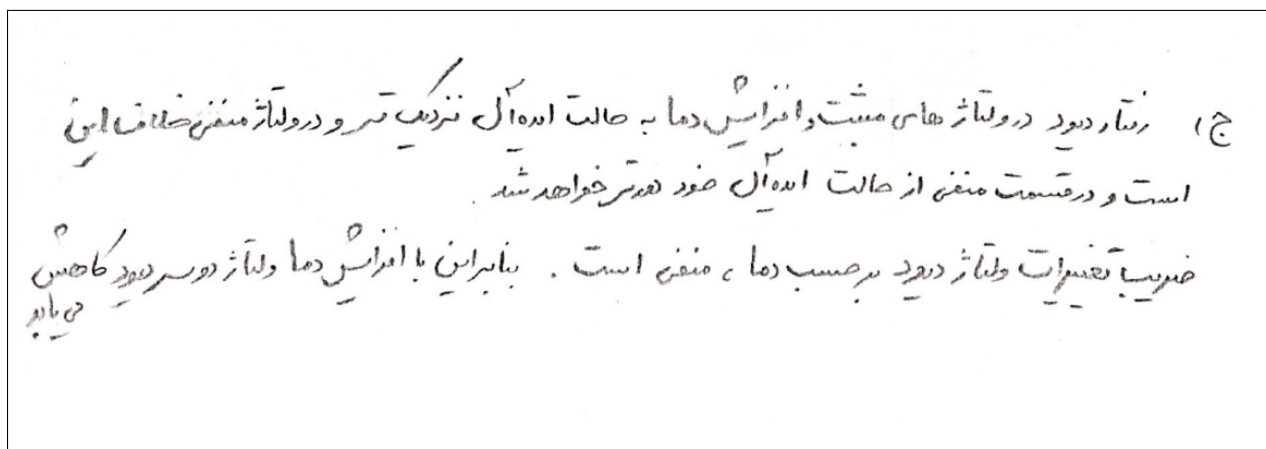 ج) رفتار دیود در ولتاژ های مثبت و افزایش دما به حالت ایده‌آل نزدیک تر و در ولتاژ منفی خلاف این
است و در قسمت منفی از حالت ایده‌آل خود دورتر خواهد شد.
ضریب تغییرات ولتاژ دیود بر حسب دما، منفی است. بنابراین با افزایش دما ولتاژ دوسر دیود کاهش
می یابد